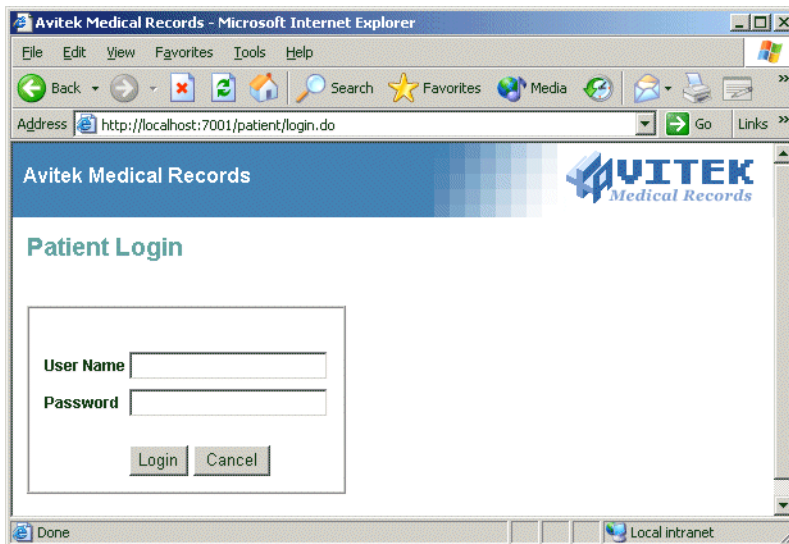 Avitek Medical Records - Microsoft Internet Explorer
File Edit View Favorites Tools Help
Back Search Favorites Media »
Address http://localhost:7001/patient/login.do Go Links »
Avitek Medical Records
AVITEK
Medical Records
Patient Login
User Name
Password
Login Cancel
Done Local intranet